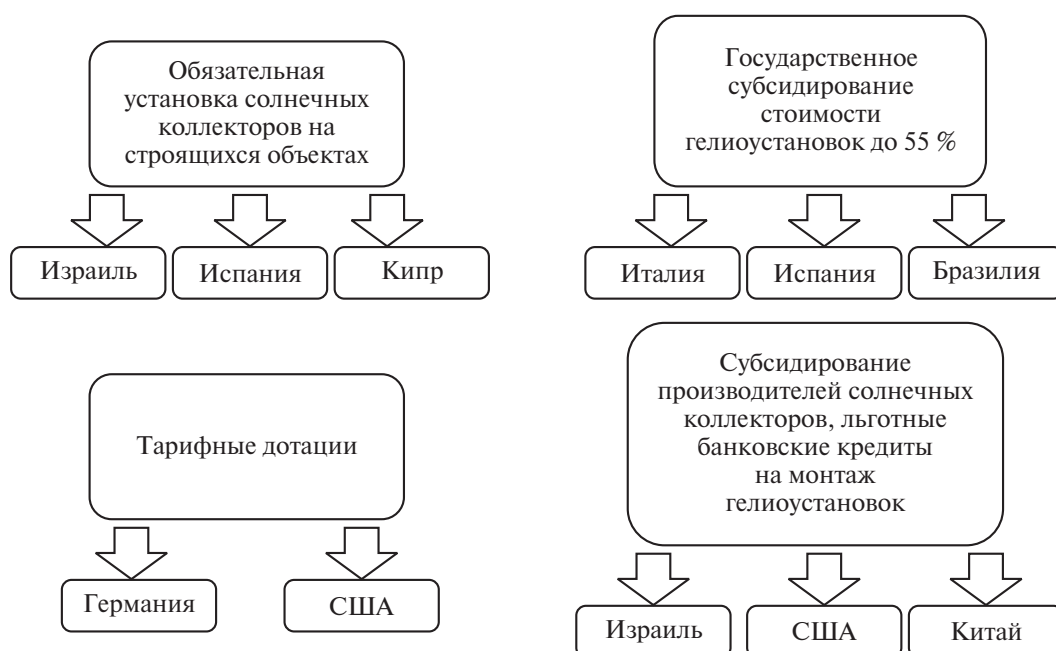 Обязательная
установка солнечных
коллекторов на
строящихся объектах
Израиль
Испания
Кипр
Государственное
субсидирование
стоимости
гелиоустановок до 55 %
Италия
Испания
Бразилия
Тарифные дотации
Германия
США
Субсидирование
производителей солнечных
коллекторов, льготные
банковские кредиты
на монтаж
гелиоустановок
Израиль
США
Китай